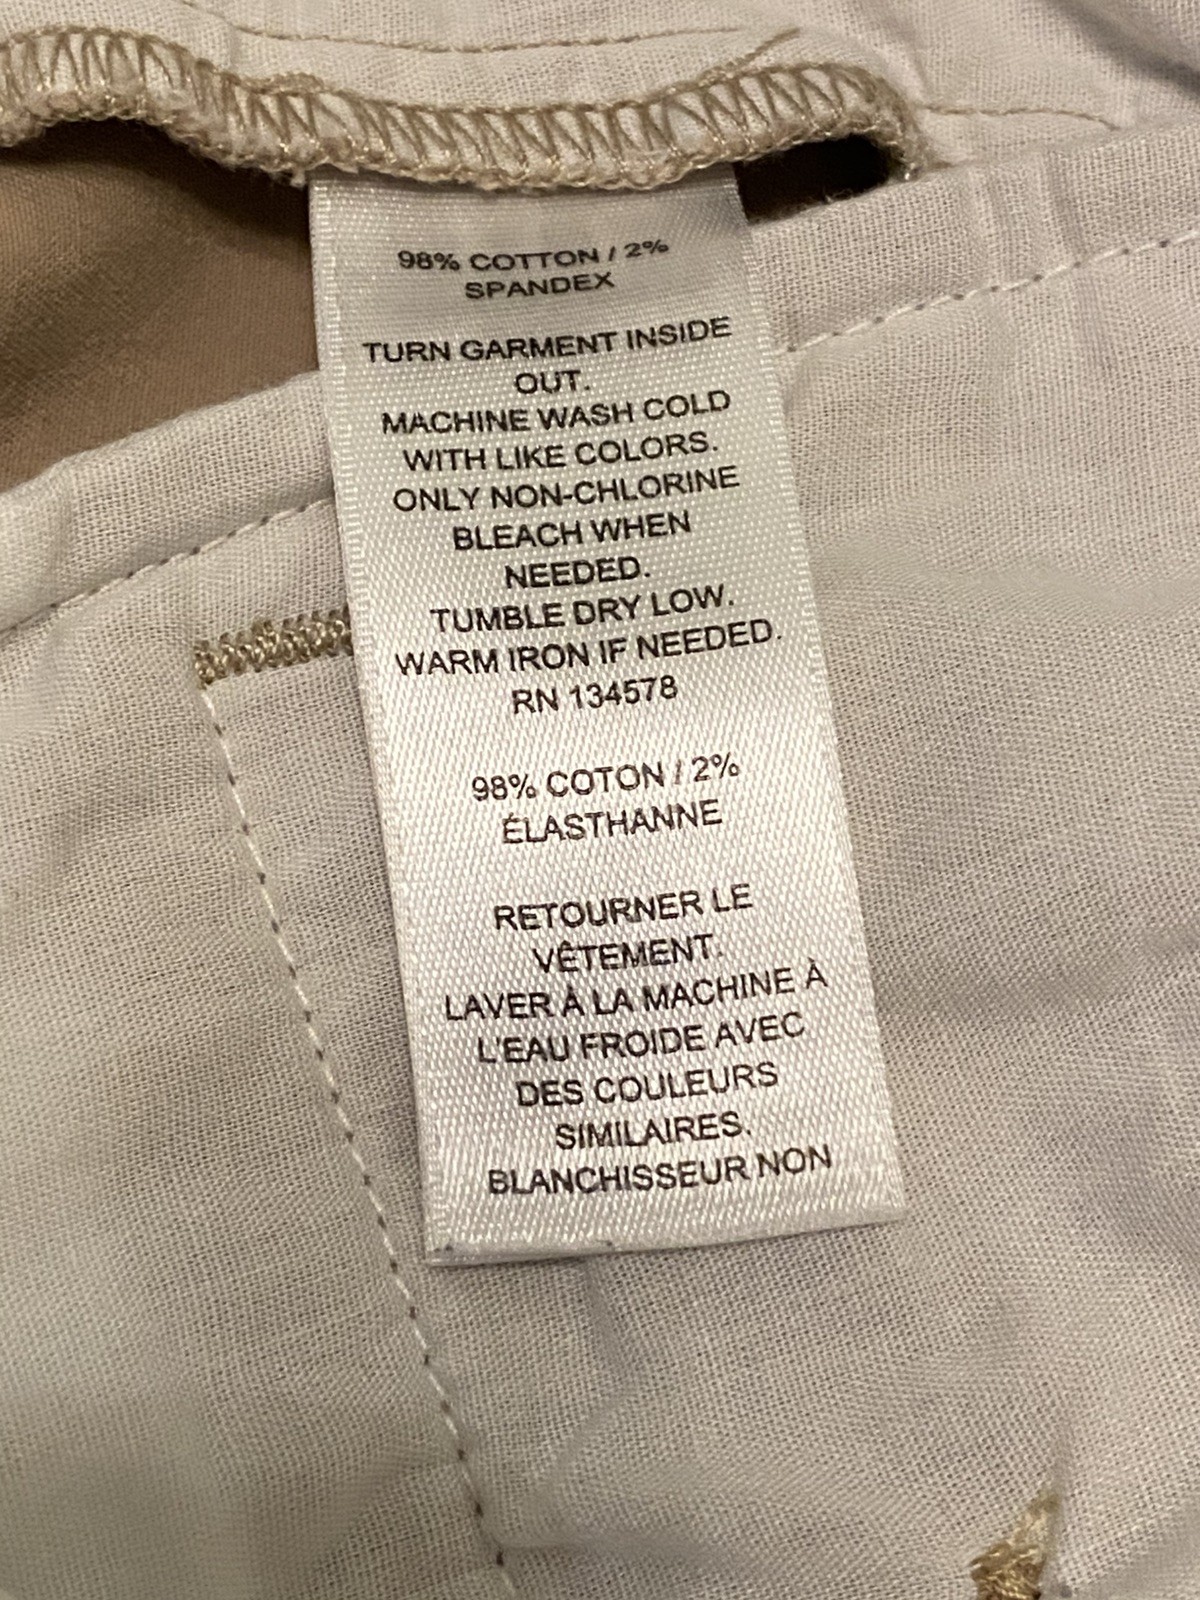 98% COTTON / 2%
SPANDEX
TURN GARMENT INSIDE
OUT.
MACHINE WASH COLD
WITH LIKE COLORS.
ONLY NON-CHLORINE
BLEACH WHEN
NEEDED.
TUMBLE DRY LOW.
WARM IRON IF NEEDED.
RN 134578
98% COTON / 2%
ÉLASTHANNE
RETOURNER LE
VÊTEMENT.
LAVER À LA MACHINE À
L'EAU FROIDE AVEC
DES COULEURS
SIMILAIRES.
BLANCHISSEUR NON